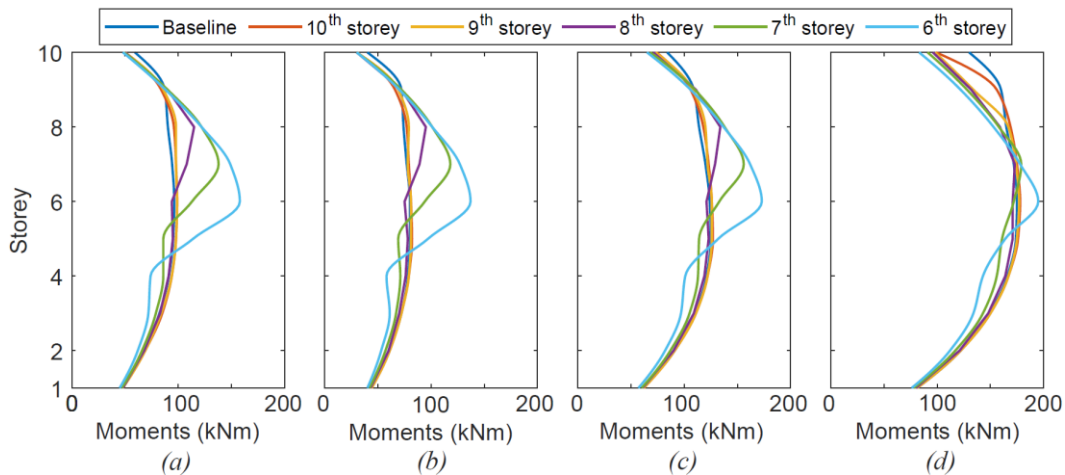 Baseline 10th storey 9th storey 8th storey 7th storey 6th storey
Storey
10
8
6
4
2
1
0 100 200
0 100 200
0 100 200
0 100 200
Moments (kNm) Moments (kNm) Moments (kNm) Moments (kNm)
(a) (b) (c) (d)